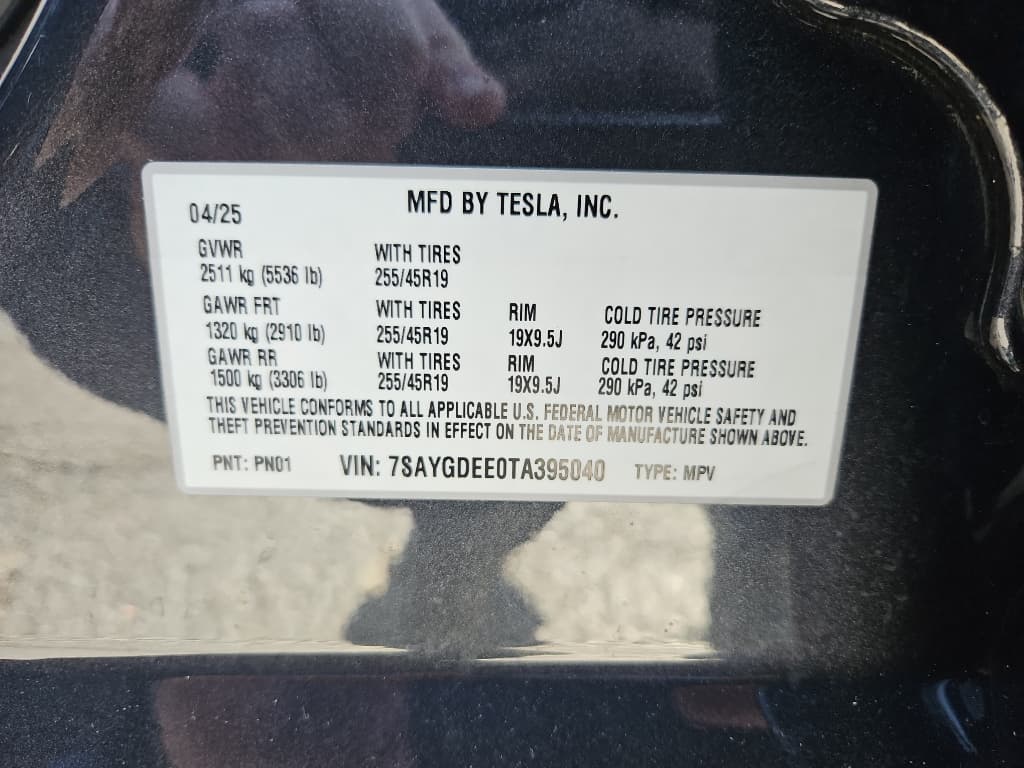 04/25 MFD BY TESLA, INC.
GVWR WITH TIRES
2511 kg (5536 lb) 255/45R19
GAWR FRT WITH TIRES RIM COLD TIRE PRESSURE
1320 kg (2910 lb) 255/45R19 19X9.5J 290 kPa, 42 psi
GAWR RR WITH TIRES RIM COLD TIRE PRESSURE
1500 kg (3306 lb) 255/45R19 19X9.5J 290 kPa, 42 psi
THIS VEHICLE CONFORMS TO ALL APPLICABLE U.S. FEDERAL MOTOR VEHICLE SAFETY AND
THEFT PREVENTION STANDARDS IN EFFECT ON THE DATE OF MANUFACTURE SHOWN ABOVE.
PNT: PN01 VIN: 7SAYGDEE0TA395040 TYPE: MPV